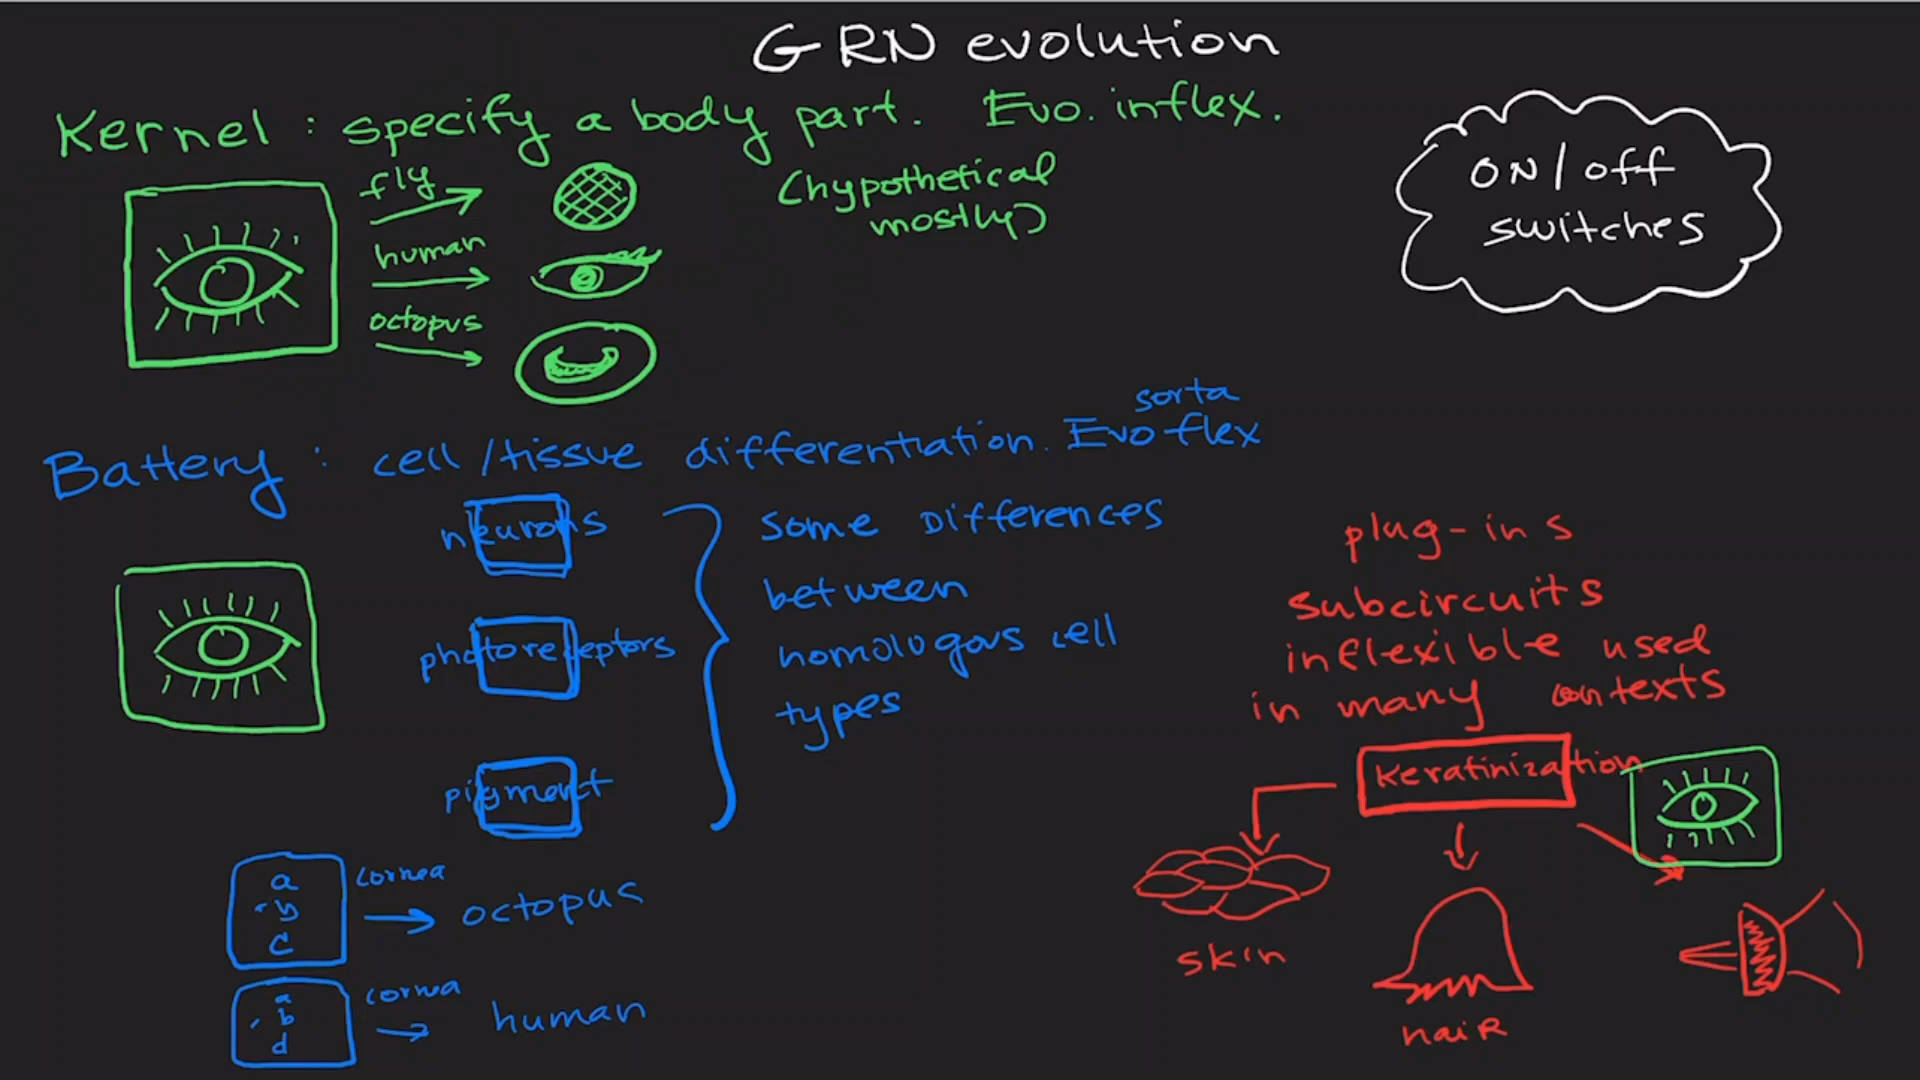 GRN evolution
Kernel : specify a body part. Evo. inflex.
(hypothetical
mostly)
fly
human
octopus
ON/off
switches
sorta
Battery : cell/tissue differentiation. Evo flex
neurons
photoreceptors
pigment
some differences
between
homologous cell
types
a
b
c
cornea
octopus
a
b
d
cornea
human
plug-ins
subcircuits
inflexible used
in many contexts
keratinization
skin
hair